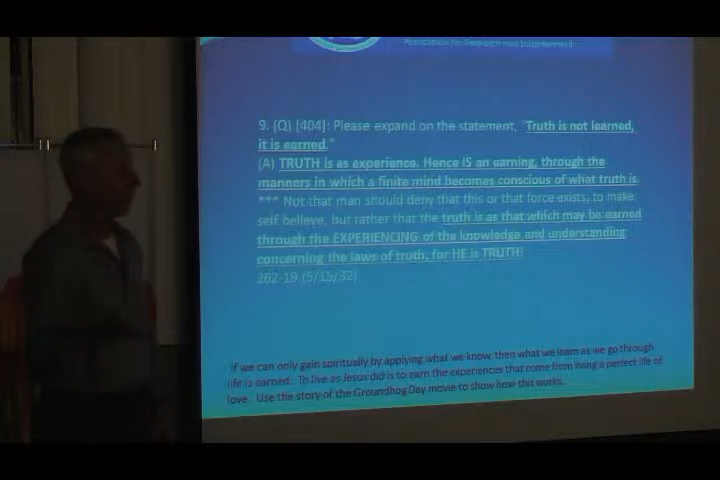 Association for Research and Enlightenment
9. (Q) [404]: Please expand on the statement, "Truth is not learned,
it is earned."
(A) TRUTH is as experience. Hence IS an earning, through the
manners in which a finite mind becomes conscious of what truth is.
*** Not that man should deny that this or that force exists, to make
self believe, but rather that the truth is as that which may be earned
through the EXPERIENCING of the knowledge and understanding
concerning the laws of truth, for HE is TRUTH!
262-19 (5/15/32)
If we can only gain spiritually by applying what we know, then what we learn as we go through
life is earned. To live as Jesus did is to earn the experiences that come from living a perfect life of
love. Use the story of the Groundhog Day movie to show how this works.